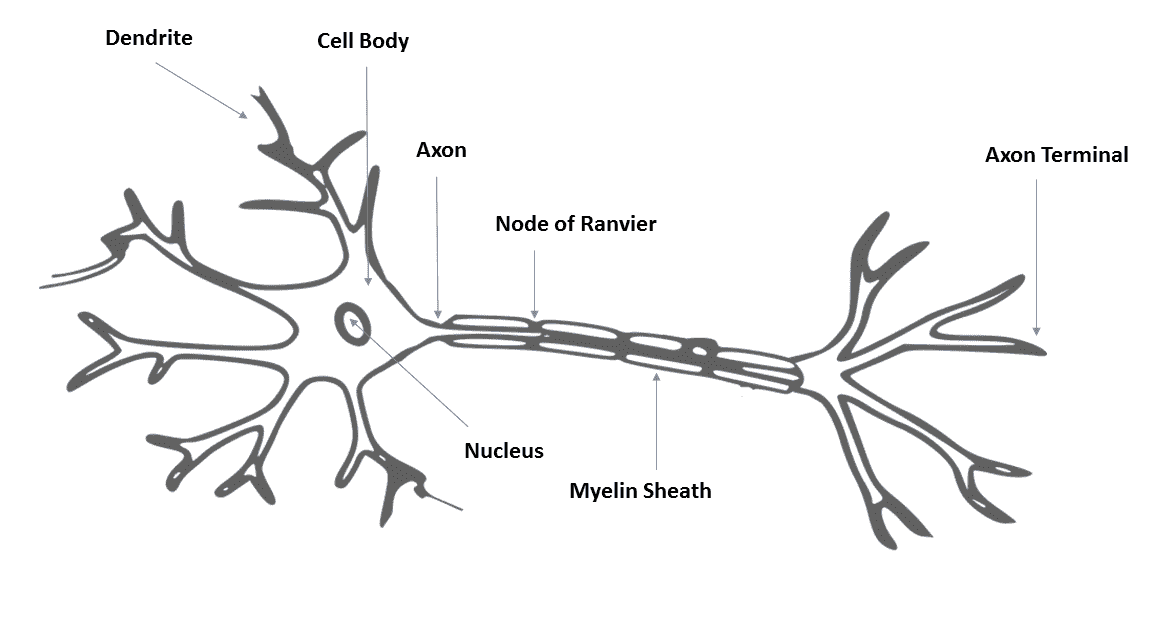 Dendrite
Cell Body
Axon
Axon Terminal
Node of Ranvier
Nucleus
Myelin Sheath